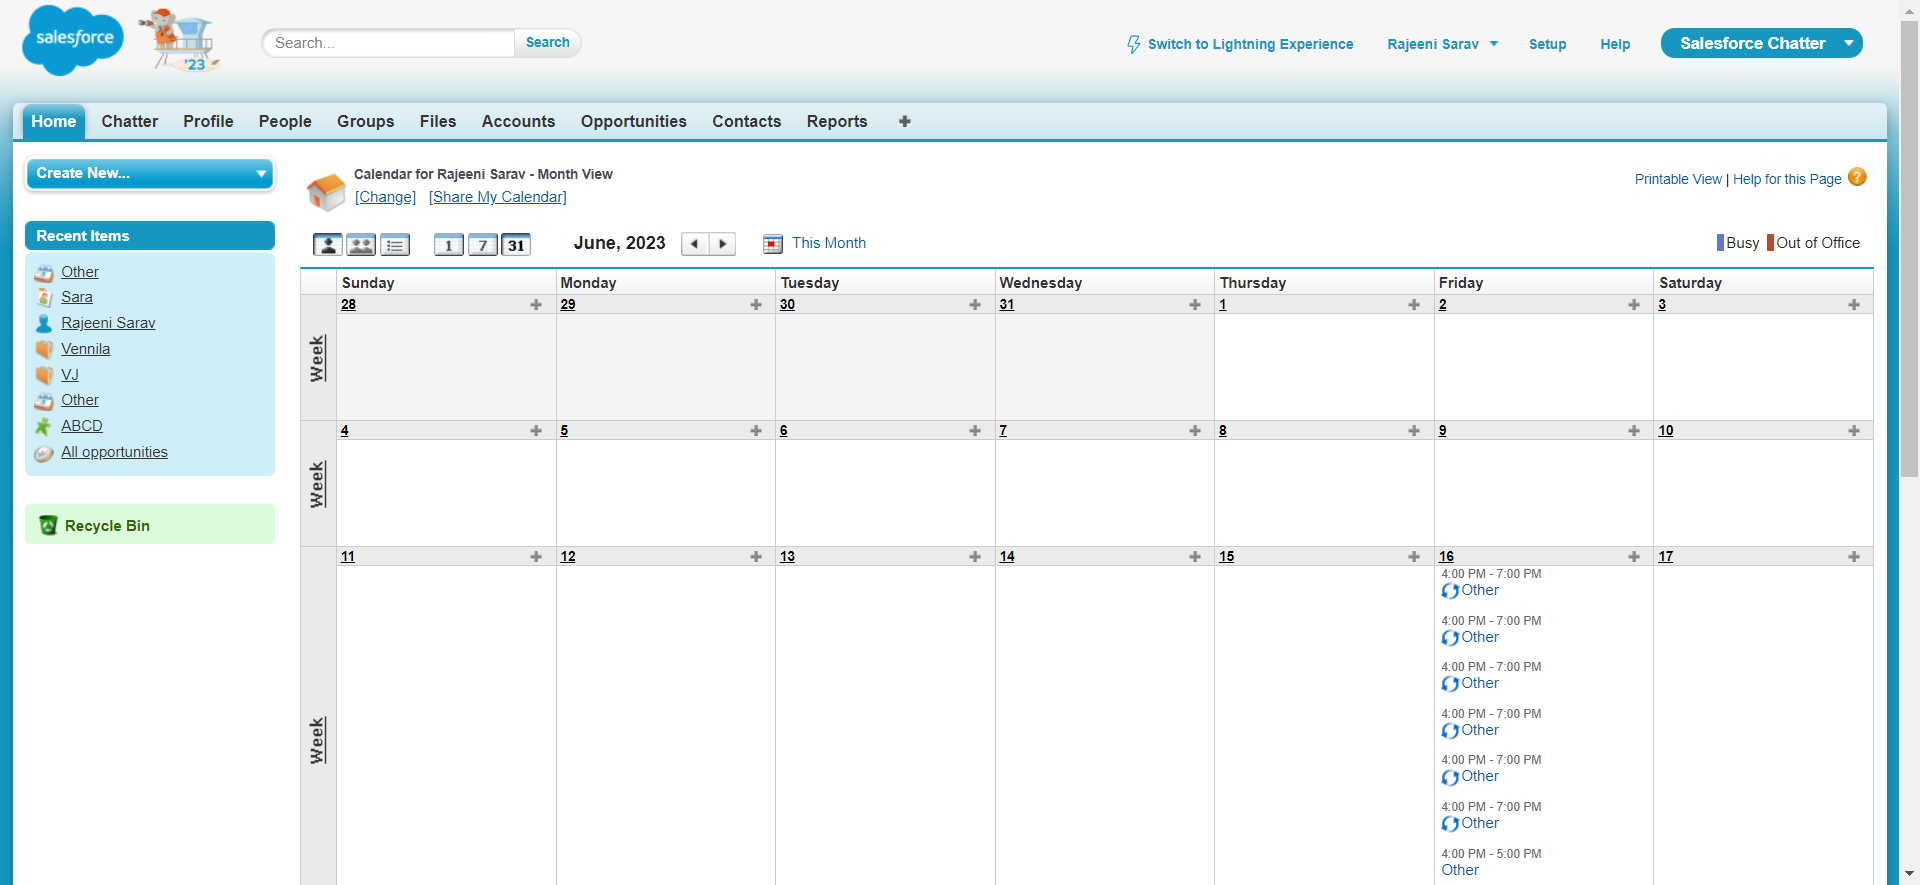 salesforce
'23
Search...
Search
Switch to Lightning Experience
Rajeeni Sarav
Setup
Help
Salesforce Chatter
Home
Chatter
Profile
People
Groups
Files
Accounts
Opportunities
Contacts
Reports
Create New...
Recent Items
Other
Sara
Rajeeni Sarav
Vennila
VJ
Other
ABCD
All opportunities
Recycle Bin
Calendar for Rajeeni Sarav - Month View
[Change] [Share My Calendar]
Printable View | Help for this Page ?
1 7 31
June, 2023
This Month
Busy Out of Office
Sunday Monday Tuesday Wednesday Thursday Friday Saturday
Week
28 29 30 31 1 2 3
Week
4 5 6 7 8 9 10
Week
11 12 13 14 15 16 17
4:00 PM - 7:00 PM
Other
4:00 PM - 7:00 PM
Other
4:00 PM - 7:00 PM
Other
4:00 PM - 7:00 PM
Other
4:00 PM - 7:00 PM
Other
4:00 PM - 7:00 PM
Other
4:00 PM - 5:00 PM
Other